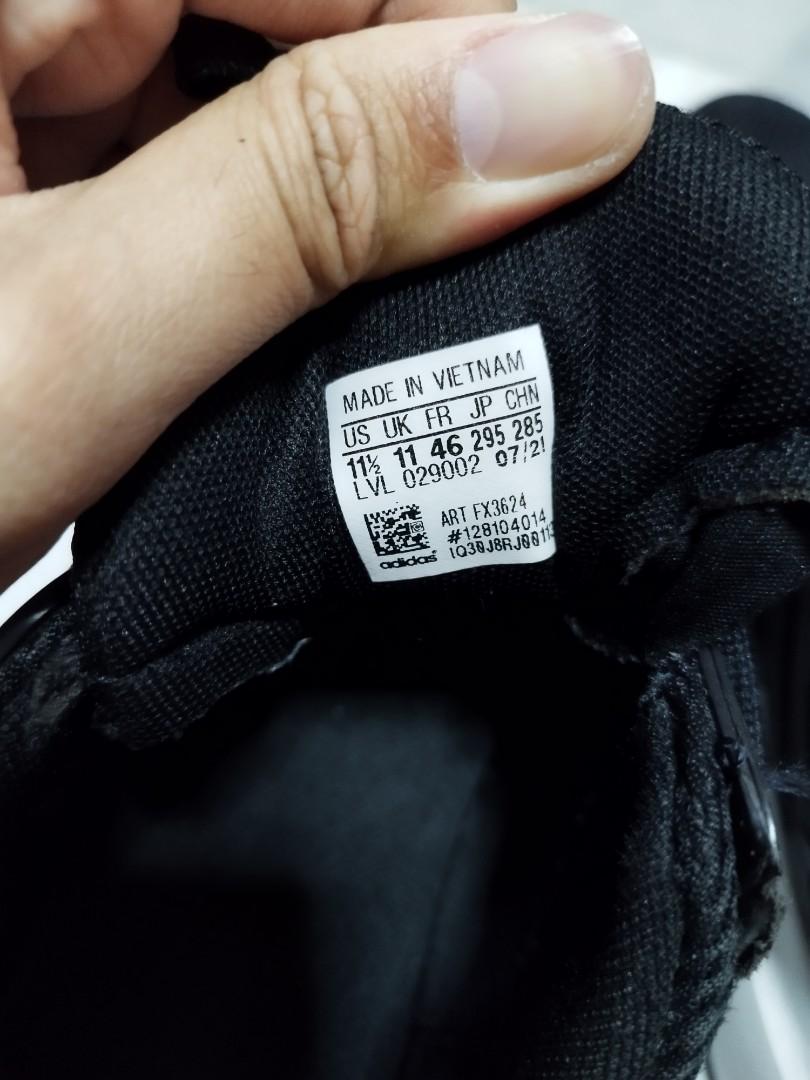 MADE IN VIETNAM
US UK FR JP CHN
11½ 11 46 295 285
LVL 029002 07/21
ART FX3624
#128104014
adidas